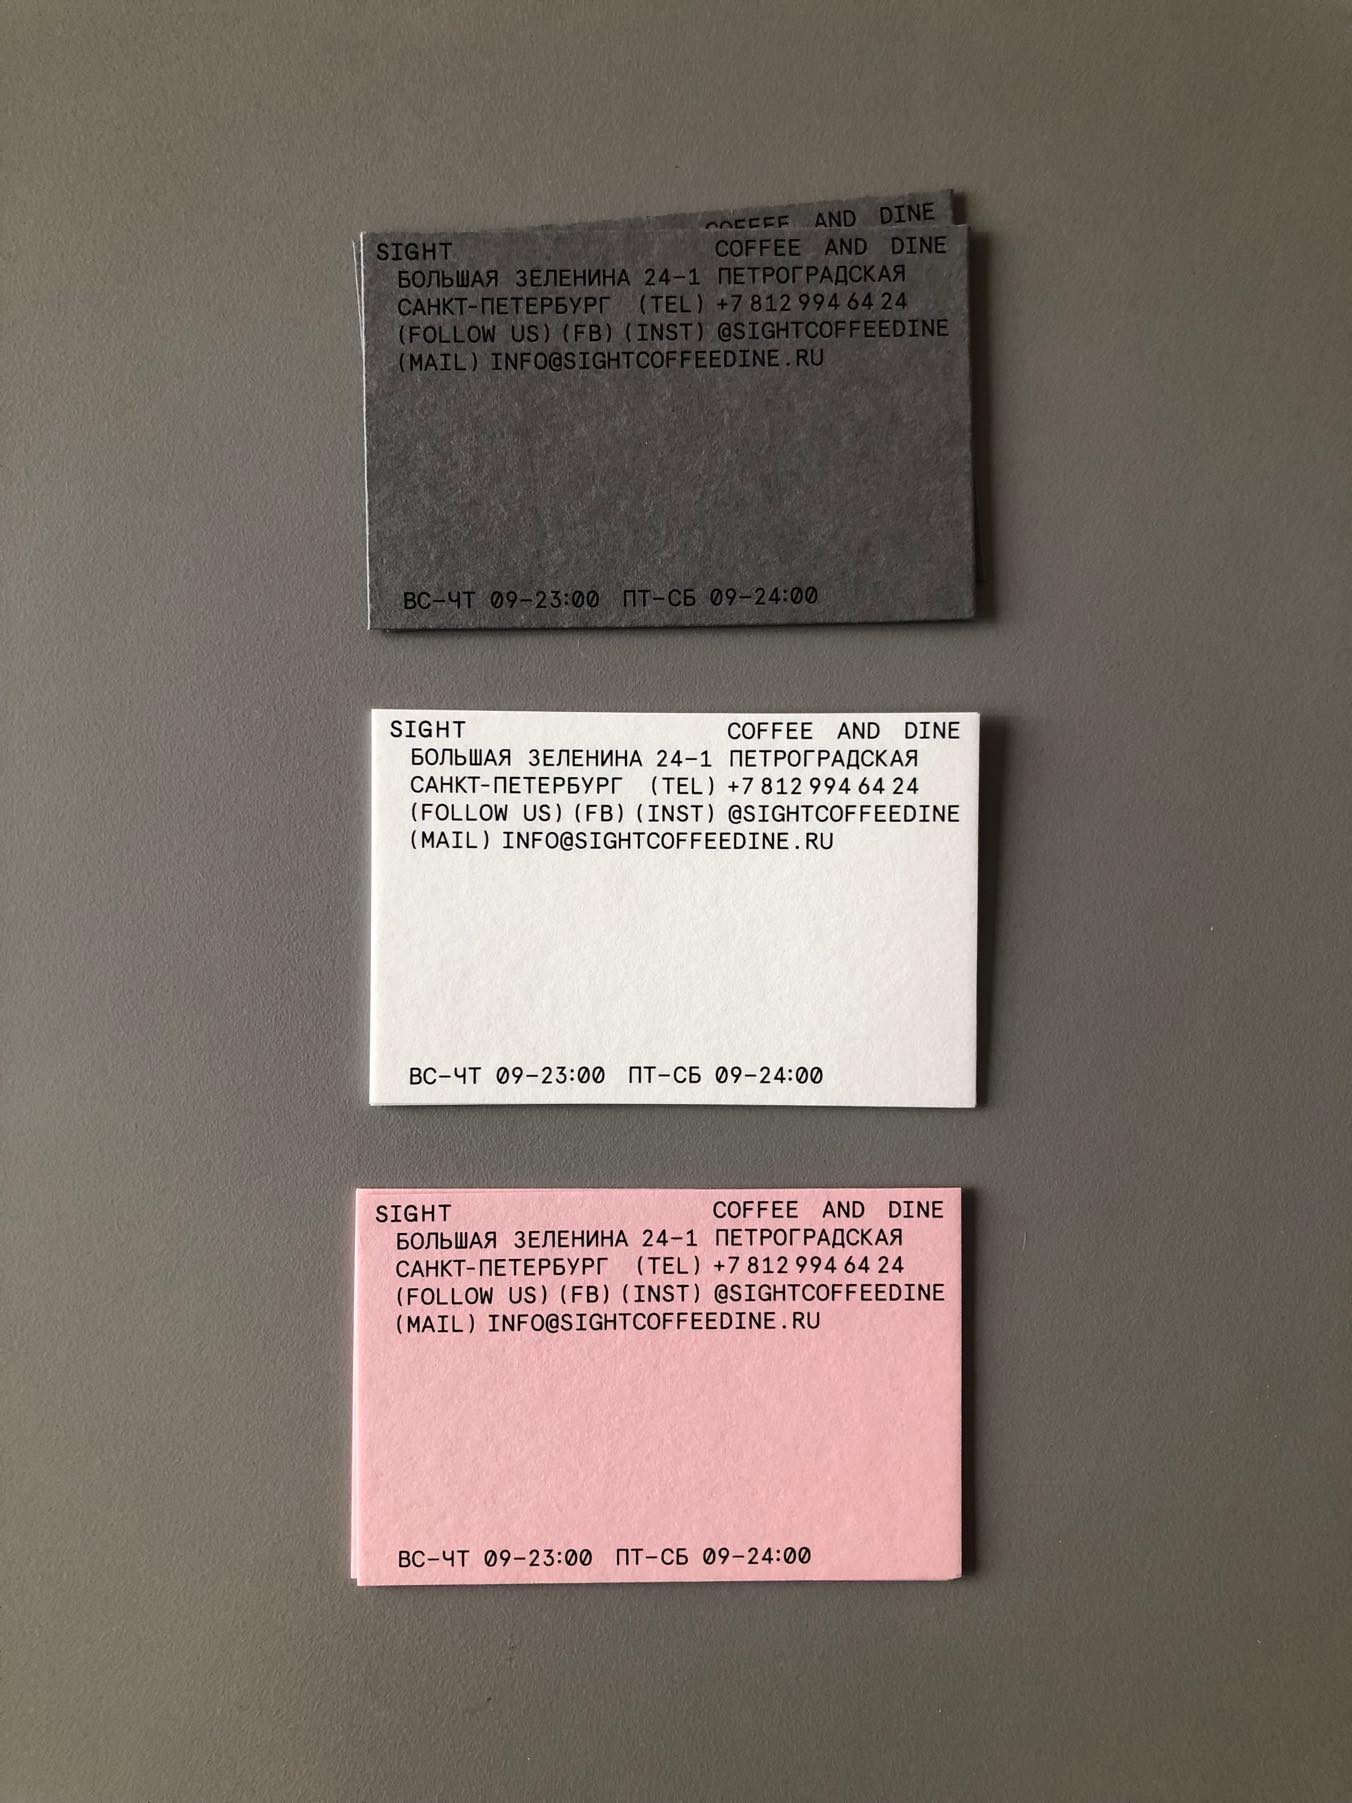 COFFEE AND DINE
SIGHT COFFEE AND DINE
БОЛЬШАЯ ЗЕЛЕНИНА 24–1 ПЕТРОГРАДСКАЯ
САНКТ-ПЕТЕРБУРГ (TEL) +7 812 994 64 24
(FOLLOW US) (FB) (INST) @SIGHTCOFFEEDINE
(MAIL) INFO@SIGHTCOFFEEDINE.RU
ВС–ЧТ 09–23:00 ПТ–СБ 09–24:00
SIGHT COFFEE AND DINE
БОЛЬШАЯ ЗЕЛЕНИНА 24–1 ПЕТРОГРАДСКАЯ
САНКТ-ПЕТЕРБУРГ (TEL) +7 812 994 64 24
(FOLLOW US) (FB) (INST) @SIGHTCOFFEEDINE
(MAIL) INFO@SIGHTCOFFEEDINE.RU
ВС–ЧТ 09–23:00 ПТ–СБ 09–24:00
SIGHT COFFEE AND DINE
БОЛЬШАЯ ЗЕЛЕНИНА 24–1 ПЕТРОГРАДСКАЯ
САНКТ-ПЕТЕРБУРГ (TEL) +7 812 994 64 24
(FOLLOW US) (FB) (INST) @SIGHTCOFFEEDINE
(MAIL) INFO@SIGHTCOFFEEDINE.RU
ВС–ЧТ 09–23:00 ПТ–СБ 09–24:00